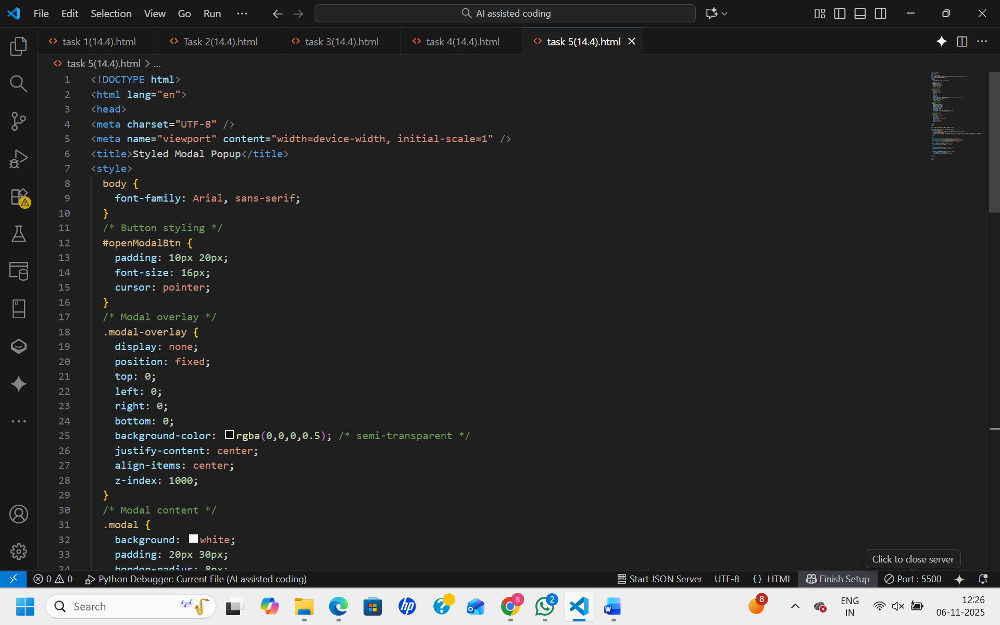 File Edit Selection View Go Run ... AI assisted coding
task 1(14.4).html Task 2(14.4).html task 3(14.4).html task 4(14.4).html task 5(14.4).html
task 5(14.4).html > ...
1 <!DOCTYPE html>
2 <html lang="en">
3 <head>
4 <meta charset="UTF-8" />
5 <meta name="viewport" content="width=device-width, initial-scale=1" />
6 <title>Styled Modal Popup</title>
7 <style>
8 body {
9 font-family: Arial, sans-serif;
10 }
11 /* Button styling */
12 #openModalBtn {
13 padding: 10px 20px;
14 font-size: 16px;
15 cursor: pointer;
16 }
17 /* Modal overlay */
18 .modal-overlay {
19 display: none;
20 position: fixed;
21 top: 0;
22 left: 0;
23 right: 0;
24 bottom: 0;
25 background-color: rgba(0,0,0,0.5); /* semi-transparent */
26 justify-content: center;
27 align-items: center;
28 z-index: 1000;
29 }
30 /* Modal content */
31 .modal {
32 background: white;
33 padding: 20px 30px;
34 border-radius: 8px;
Click to close server
0 0 Python Debugger: Current File (AI assisted coding) Start JSON Server UTF-8 {} HTML Finish Setup Port : 5500
Search hp S 2 8 ENG IN 12:26
06-11-2025